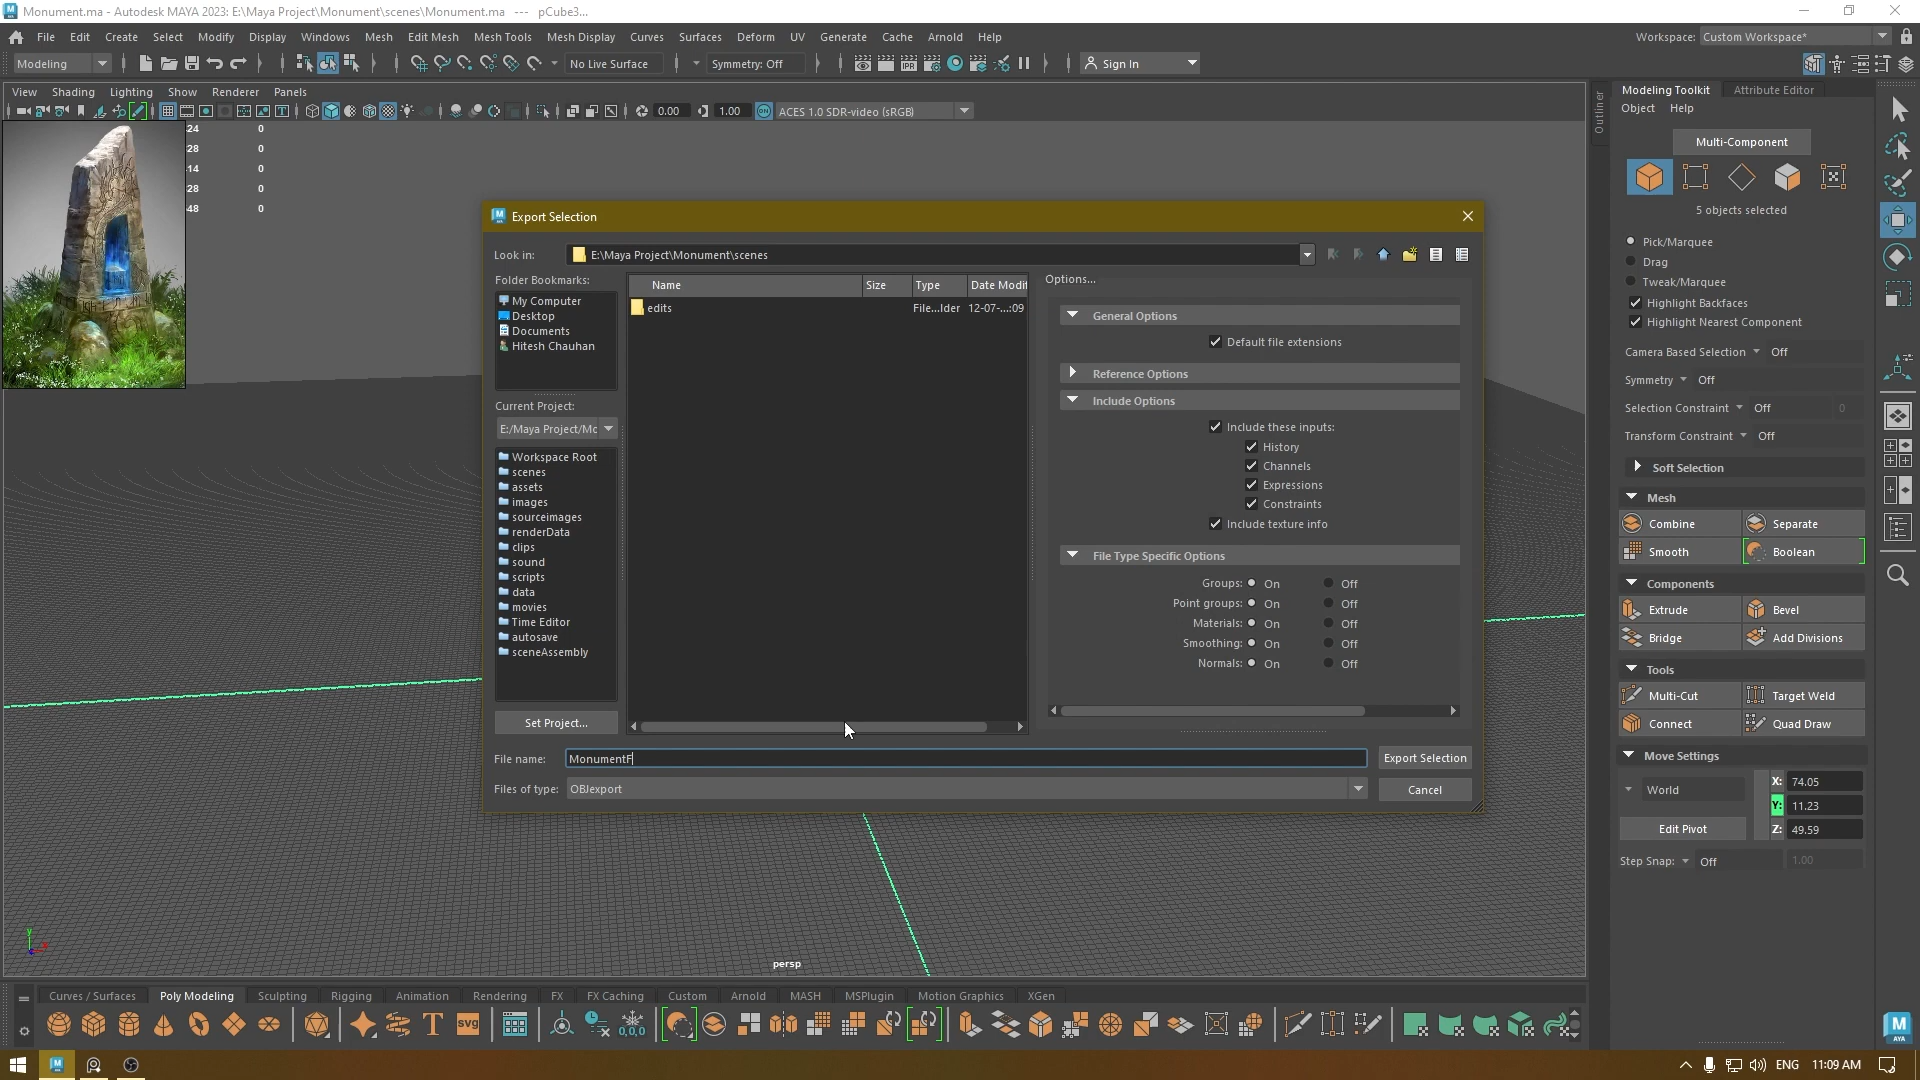 Monument.ma - Autodesk MAYA 2023: E:\Maya Project\Monument\scenes\Monument.ma --- pCube3...
File Edit Create Select Modify Display Windows Mesh Edit Mesh Mesh Tools Mesh Display Curves Surfaces Deform UV Generate Cache Arnold Help Workspace: Custom Workspace*
Modeling No Live Surface Symmetry: Off Sign In
View Shading Lighting Show Renderer Panels
0.00 1.00 ACES 1.0 SDR-video (sRGB)
24 0
28 0
14 0
28 0
48 0
Export Selection
Look in: E:\Maya Project\Monument\scenes
Folder Bookmarks:
My Computer
Desktop
Documents
Hitesh Chauhan
Current Project:
E:/Maya Project/Mc
Workspace Root
scenes
assets
images
sourceimages
renderData
clips
sound
scripts
data
movies
Time Editor
autosave
sceneAssembly
Set Project...
Name Size Type Date Modif
edits File...lder 12-07-...:09
Options...
General Options
Default file extensions
Reference Options
Include Options
Include these inputs:
History
Channels
Expressions
Constraints
Include texture info
File Type Specific Options
Groups: On Off
Point groups: On Off
Materials: On Off
Smoothing: On Off
Normals: On Off
File name: MonumentF Export Selection
Files of type: OBJexport Cancel
persp
y
Outliner
Modeling Toolkit Attribute Editor
Object Help
Multi-Component
5 objects selected
Pick/Marquee
Drag
Tweak/Marquee
Highlight Backfaces
Highlight Nearest Component
Camera Based Selection Off
Symmetry Off
Selection Constraint Off 0
Transform Constraint Off
Soft Selection
Mesh
Combine Separate
Smooth Boolean
Components
Extrude Bevel
Bridge Add Divisions
Tools
Multi-Cut Target Weld
Connect Quad Draw
Move Settings
World X: 74.05
Y: 11.23
Edit Pivot Z: 49.59
Step Snap: Off 1.00
Curves / Surfaces Poly Modeling Sculpting Rigging Animation Rendering FX FX Caching Custom Arnold MASH MSPlugin Motion Graphics XGen
SVG 0,0,0
M
AYA
ENG 11:09 AM